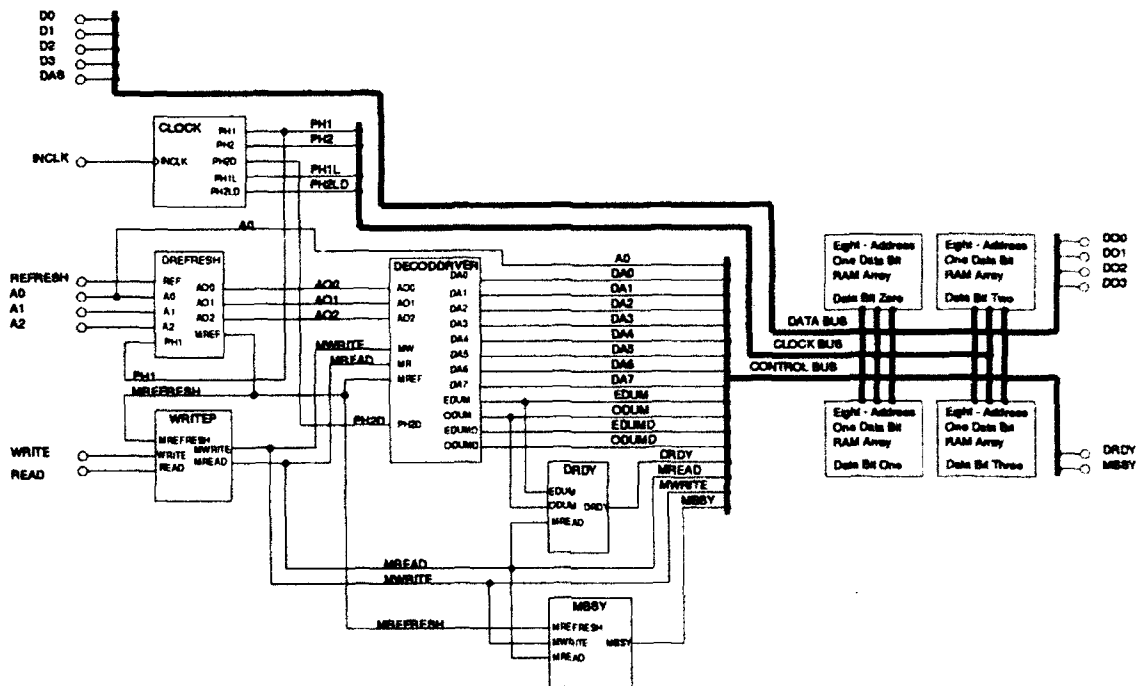 D0
D1
D2
D3
DAS
CLOCK
INCLK
INCLK
PH1
PH2
PH2D
PH1L
PH2LD
PH1
PH2
PH1L
PH2LD
A0
REFRESH
A0
A1
A2
DREFRESH
REF
A0
A1
A2
PH1
AO0
AO1
AO2
MREF
AO0
AO1
AO2
MWRITE
MREAD
PH2D
PH1
MREFRESH
DECODDRIVER
AO0
AO1
AO2
MW
MR
MREF
PH2D
DA0
DA1
DA2
DA3
DA4
DA5
DA6
DA7
EDUM
ODUM
EDUMD
ODUMD
A0
DA0
DA1
DA2
DA3
DA4
DA5
DA6
DA7
EDUM
ODUM
EDUMD
ODUMD
DRDY
MREAD
MWRITE
MBSY
WRITE
READ
WRITEP
MREFRESH
WRITE
READ
MWRITE
MREAD
DRDY
EDUM
ODUM
MREAD
DRDY
MREAD
MWRITE
MREFRESH
MBSY
MREFRESH
MWRITE
MREAD
MBSY
Eight - Address
One Data Bit
RAM Array
Data Bit Zero
Eight - Address
One Data Bit
RAM Array
Data Bit Two
DATA BUS
CLOCK BUS
CONTROL BUS
Eight - Address
One Data Bit
RAM Array
Data Bit One
Eight - Address
One Data Bit
RAM Array
Data Bit Three
DO0
DO1
DO2
DO3
DRDY
MBSY